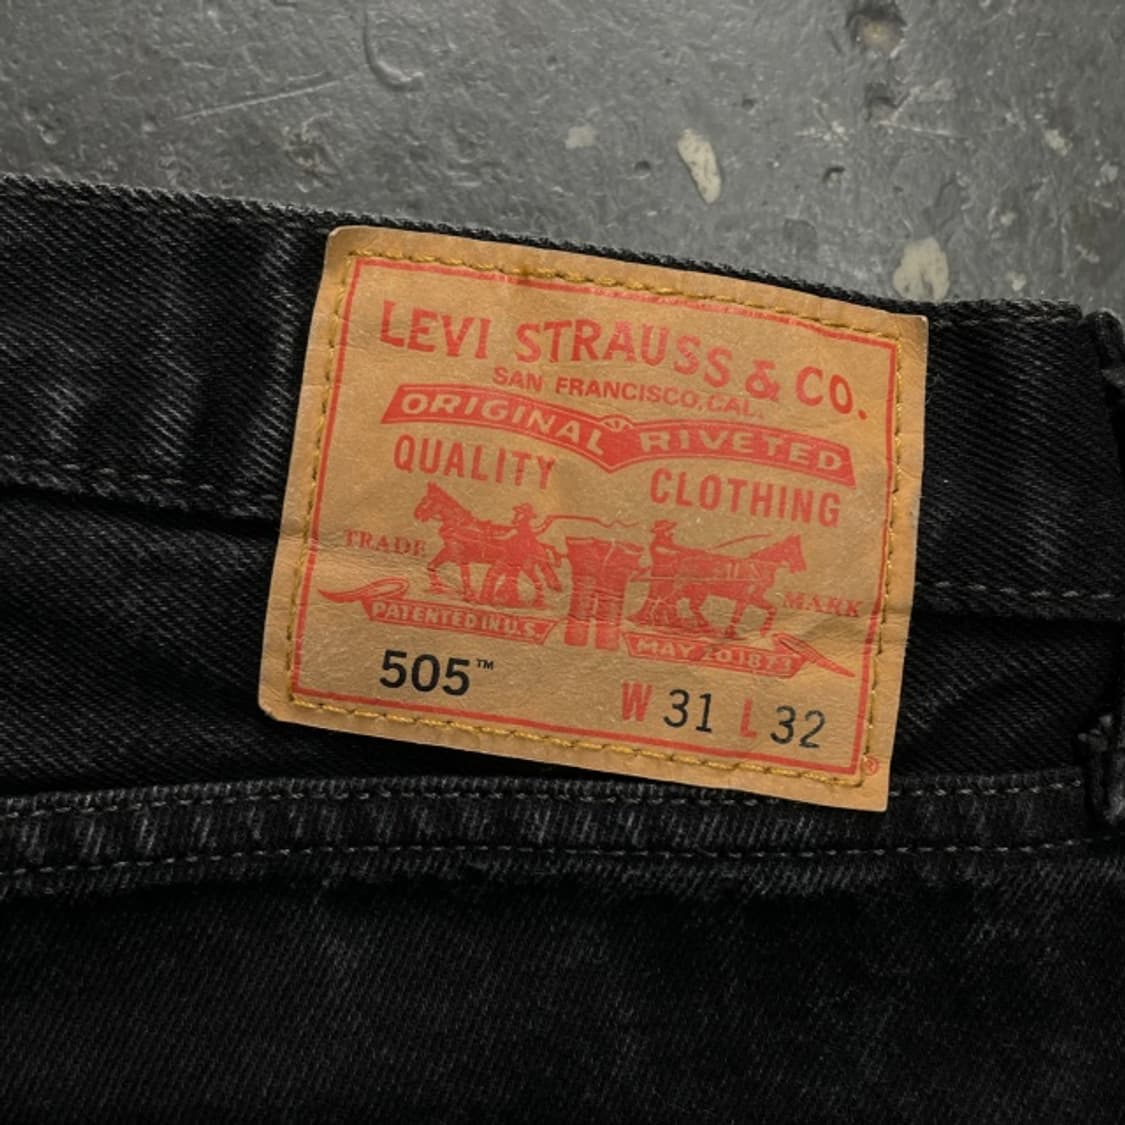 LEVI STRAUSS & CO.
SAN FRANCISCO, CAL.
ORIGINAL RIVETED
QUALITY CLOTHING
TRADE MARK
PATENTED IN U.S. MAY 20 1873
505™
W 31 L 32
®